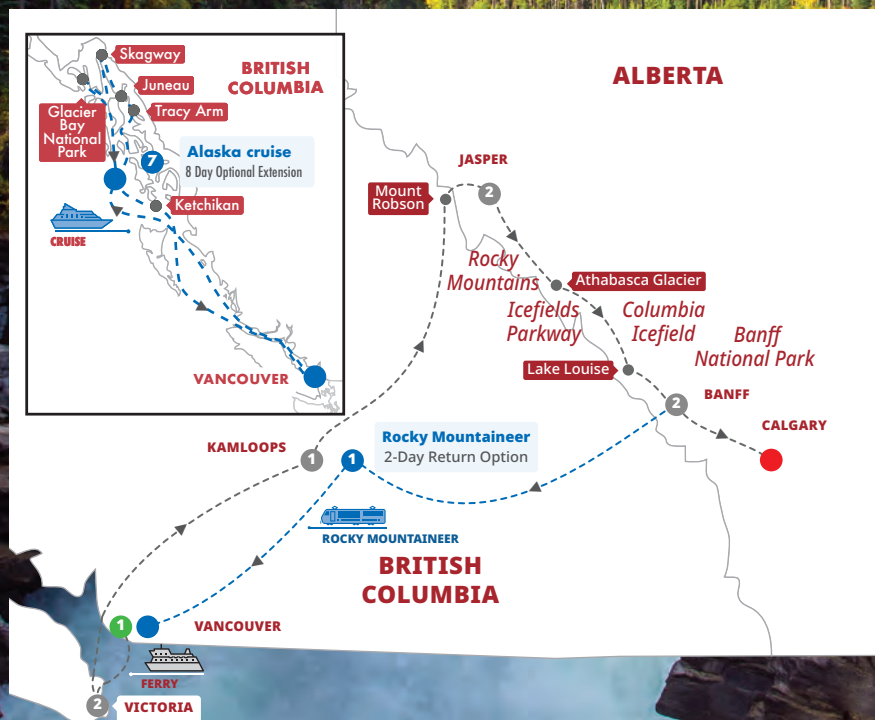 Skagway
BRITISH
COLUMBIA
Juneau
Tracy Arm
Glacier
Bay
National
Park
7
Alaska cruise
8 Day Optional Extension
Ketchikan
CRUISE
VANCOUVER
ALBERTA
JASPER
Mount
Robson
2
Rocky
Mountains
Athabasca Glacier
Icefields
Parkway
Columbia
Icefield
Banff
National Park
Lake Louise
2
BANFF
CALGARY
KAMLOOPS
1
1
Rocky Mountaineer
2-Day Return Option
ROCKY MOUNTAINEER
BRITISH
COLUMBIA
1
VANCOUVER
FERRY
2
VICTORIA